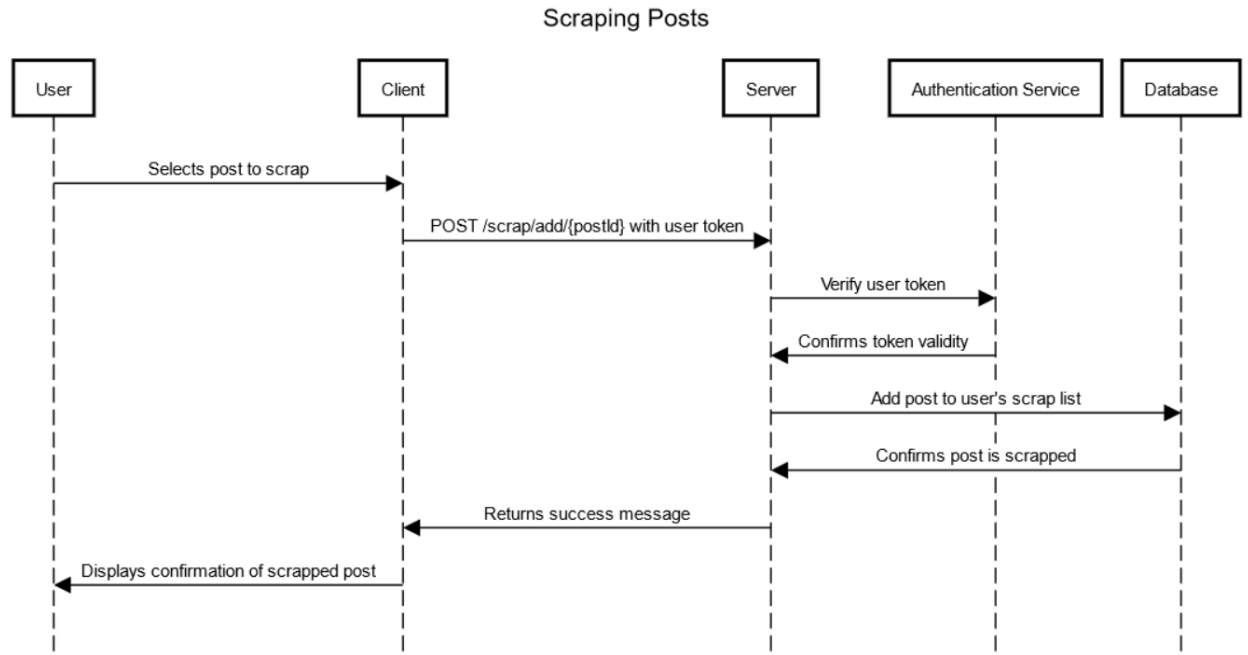 Scraping Posts
User
Client
Server
Authentication Service
Database
Selects post to scrap
POST /scrap/add/{postId} with user token
Verify user token
Confirms token validity
Add post to user's scrap list
Confirms post is scrapped
Returns success message
Displays confirmation of scrapped post